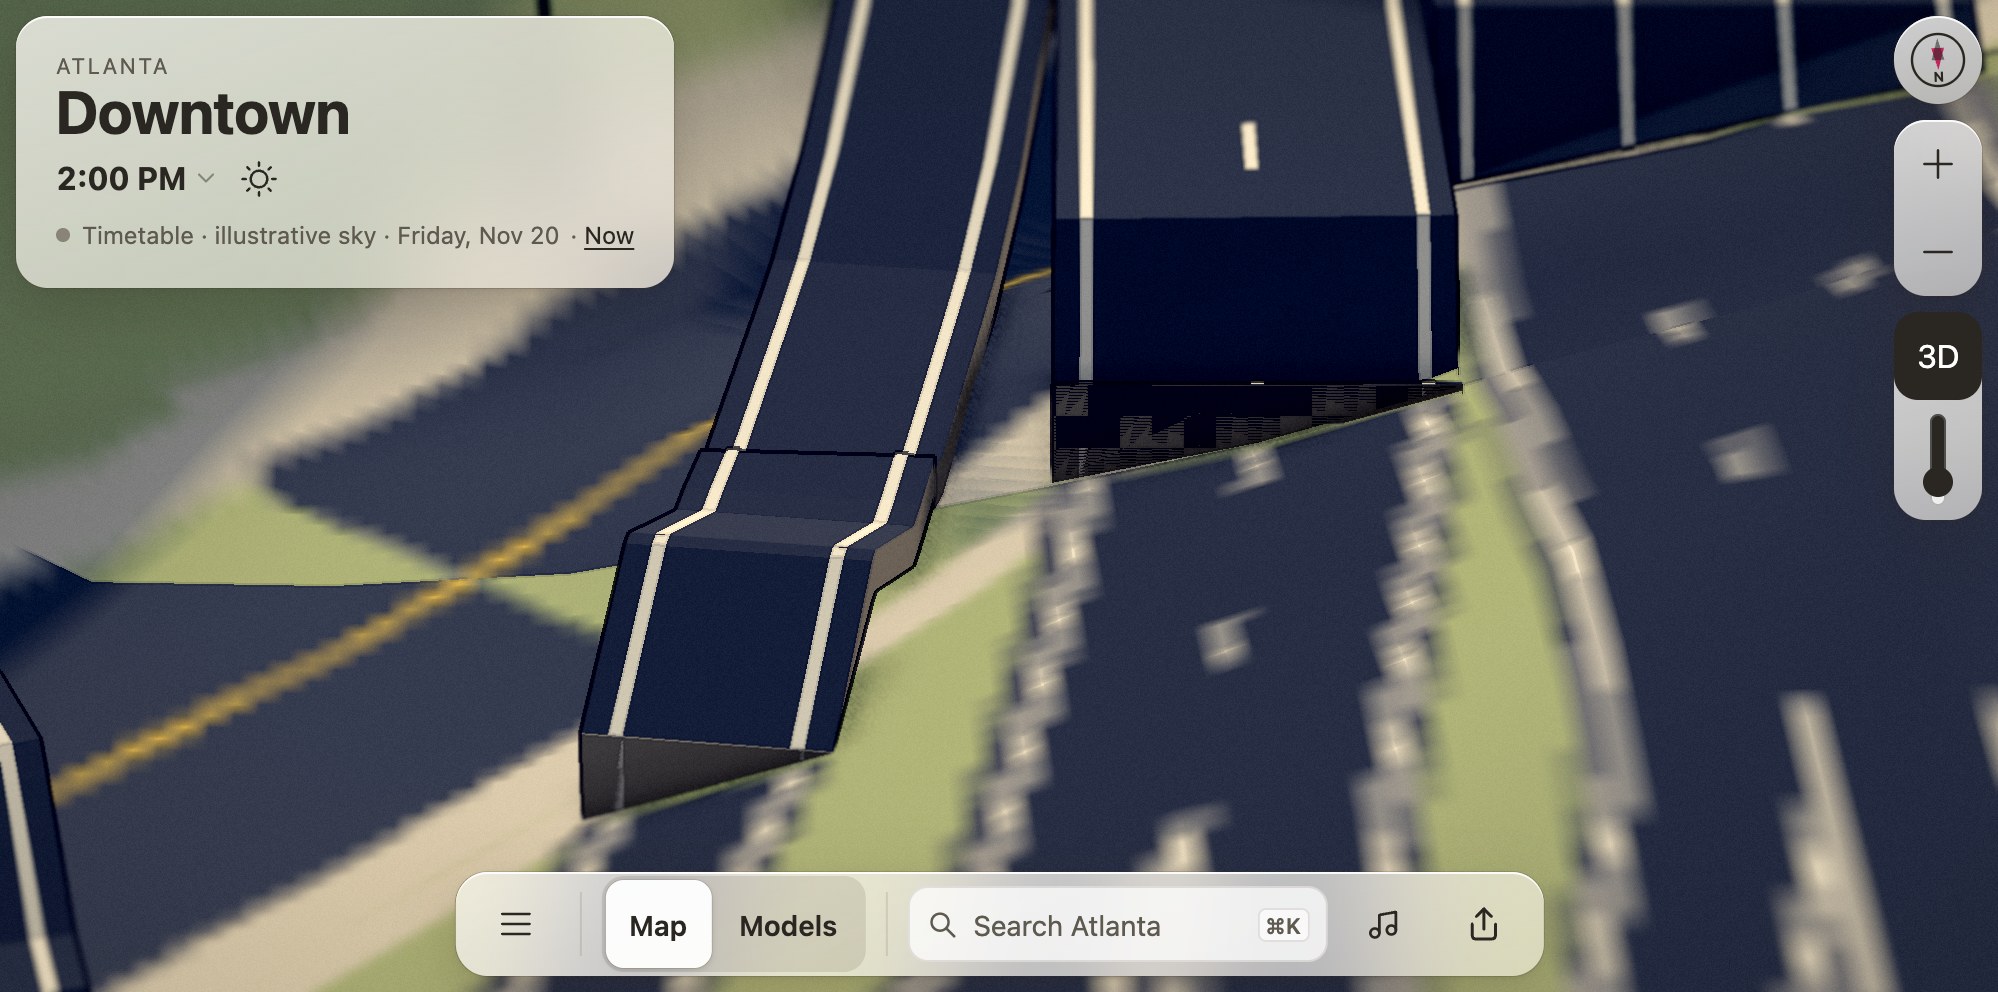 ATLANTA
Downtown
2:00 PM
Timetable · illustrative sky · Friday, Nov 20 · Now
N
3D
Map
Models
Search Atlanta
⌘K